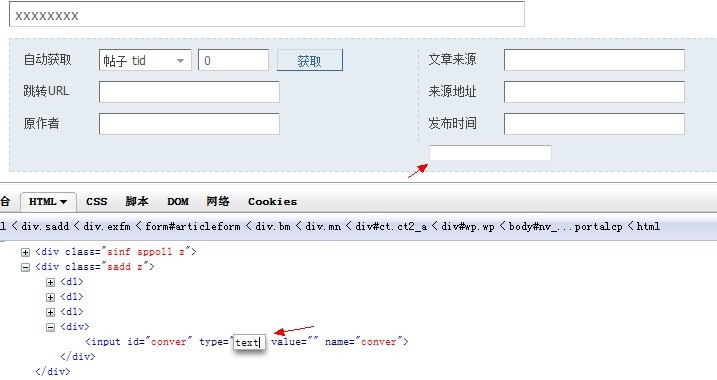 xxxxxxxx
自动获取 帖子 tid 0 获取 文章来源
跳转URL 来源地址
原作者 发布时间
台 HTML CSS 脚本 DOM 网络 Cookies
l < div.sadd < div.exfm < form#articleform < div.bm < div.mn < div#ct.ct2_a < div#wp.wp < body#nv_...portalcp < html
<div class="sinf sppoll z">
<div class="sadd z">
<dl>
<dl>
<dl>
<div>
<input id="conver" type="text" value="" name="conver">
</div>
</div>